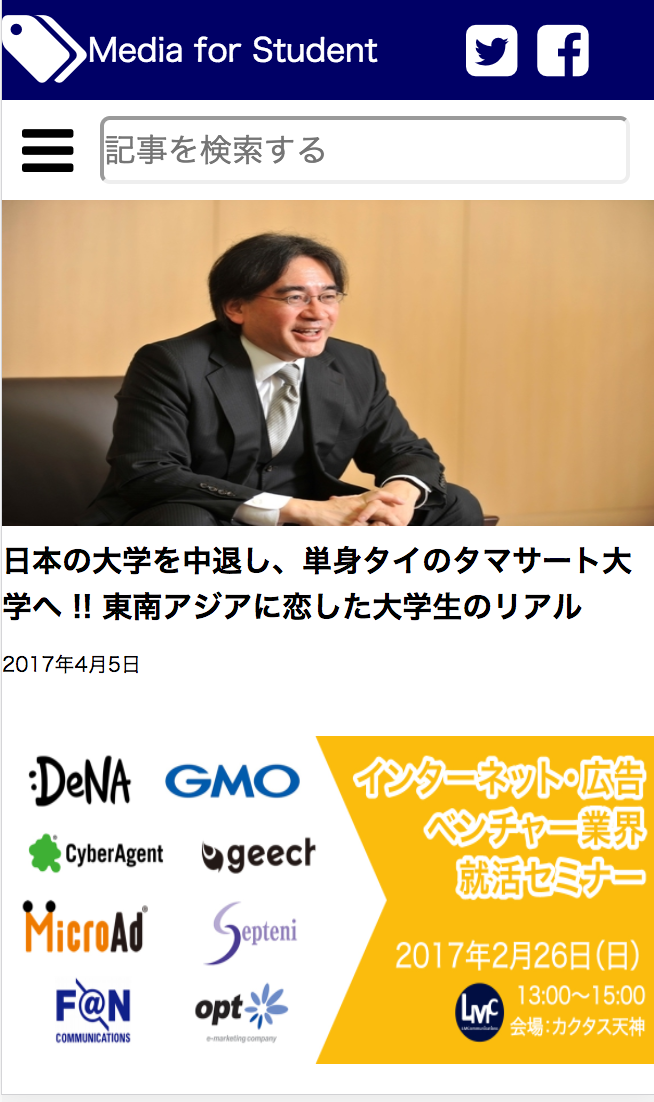 Media for Student
記事を検索する
日本の大学を中退し、単身タイのタマサート大
学へ !! 東南アジアに恋した大学生のリアル
2017年4月5日
:DeNA
GMO
CyberAgent
geech
MicroAd®
Septeni
F@N
COMMUNICATIONS
opt
e-marketing company
インターネット・広告
ベンチャー業界
就活セミナー
2017年2月26日(日)
LMC
13:00〜15:00
会場:カクタス天神